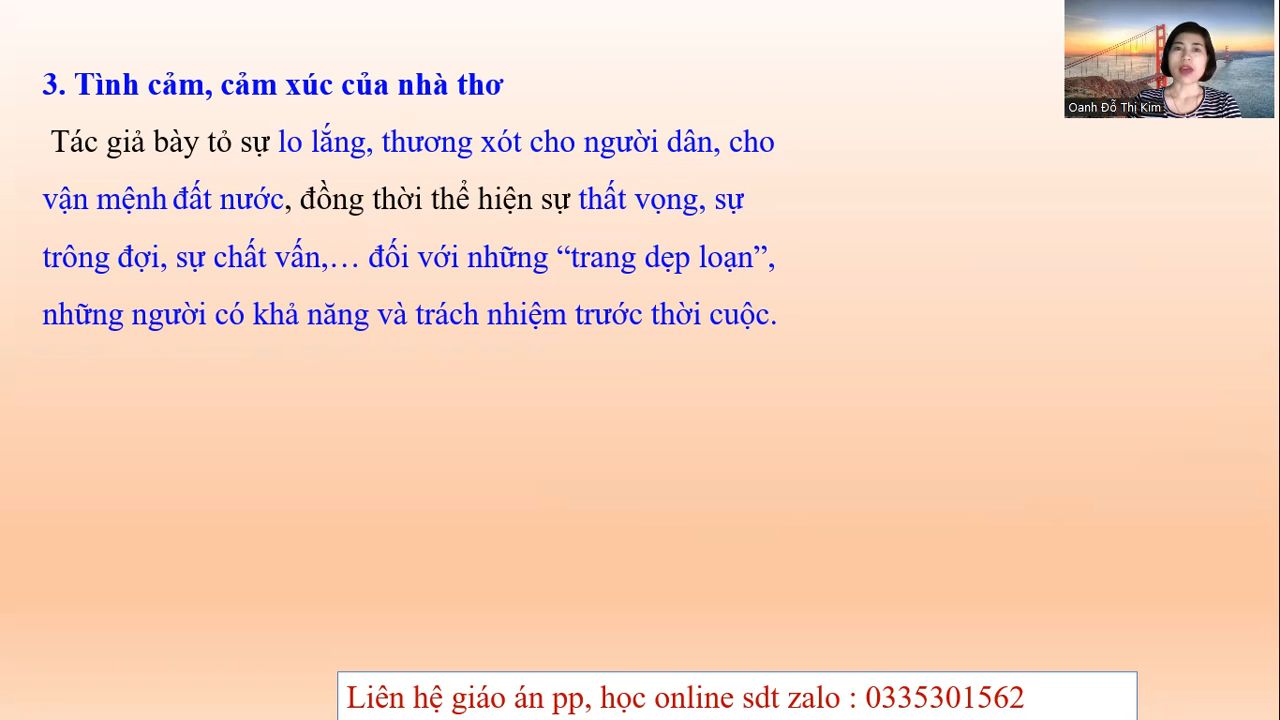 3. Tình cảm, cảm xúc của nhà thơ
Tác giả bày tỏ sự lo lắng, thương xót cho người dân, cho
vận mệnh đất nước, đồng thời thể hiện sự thất vọng, sự
trông đợi, sự chất vấn,… đối với những “trang dẹp loạn”,
những người có khả năng và trách nhiệm trước thời cuộc.
Oanh Đỗ Thị Kim
Liên hệ giáo án pp, học online sdt zalo : 0335301562